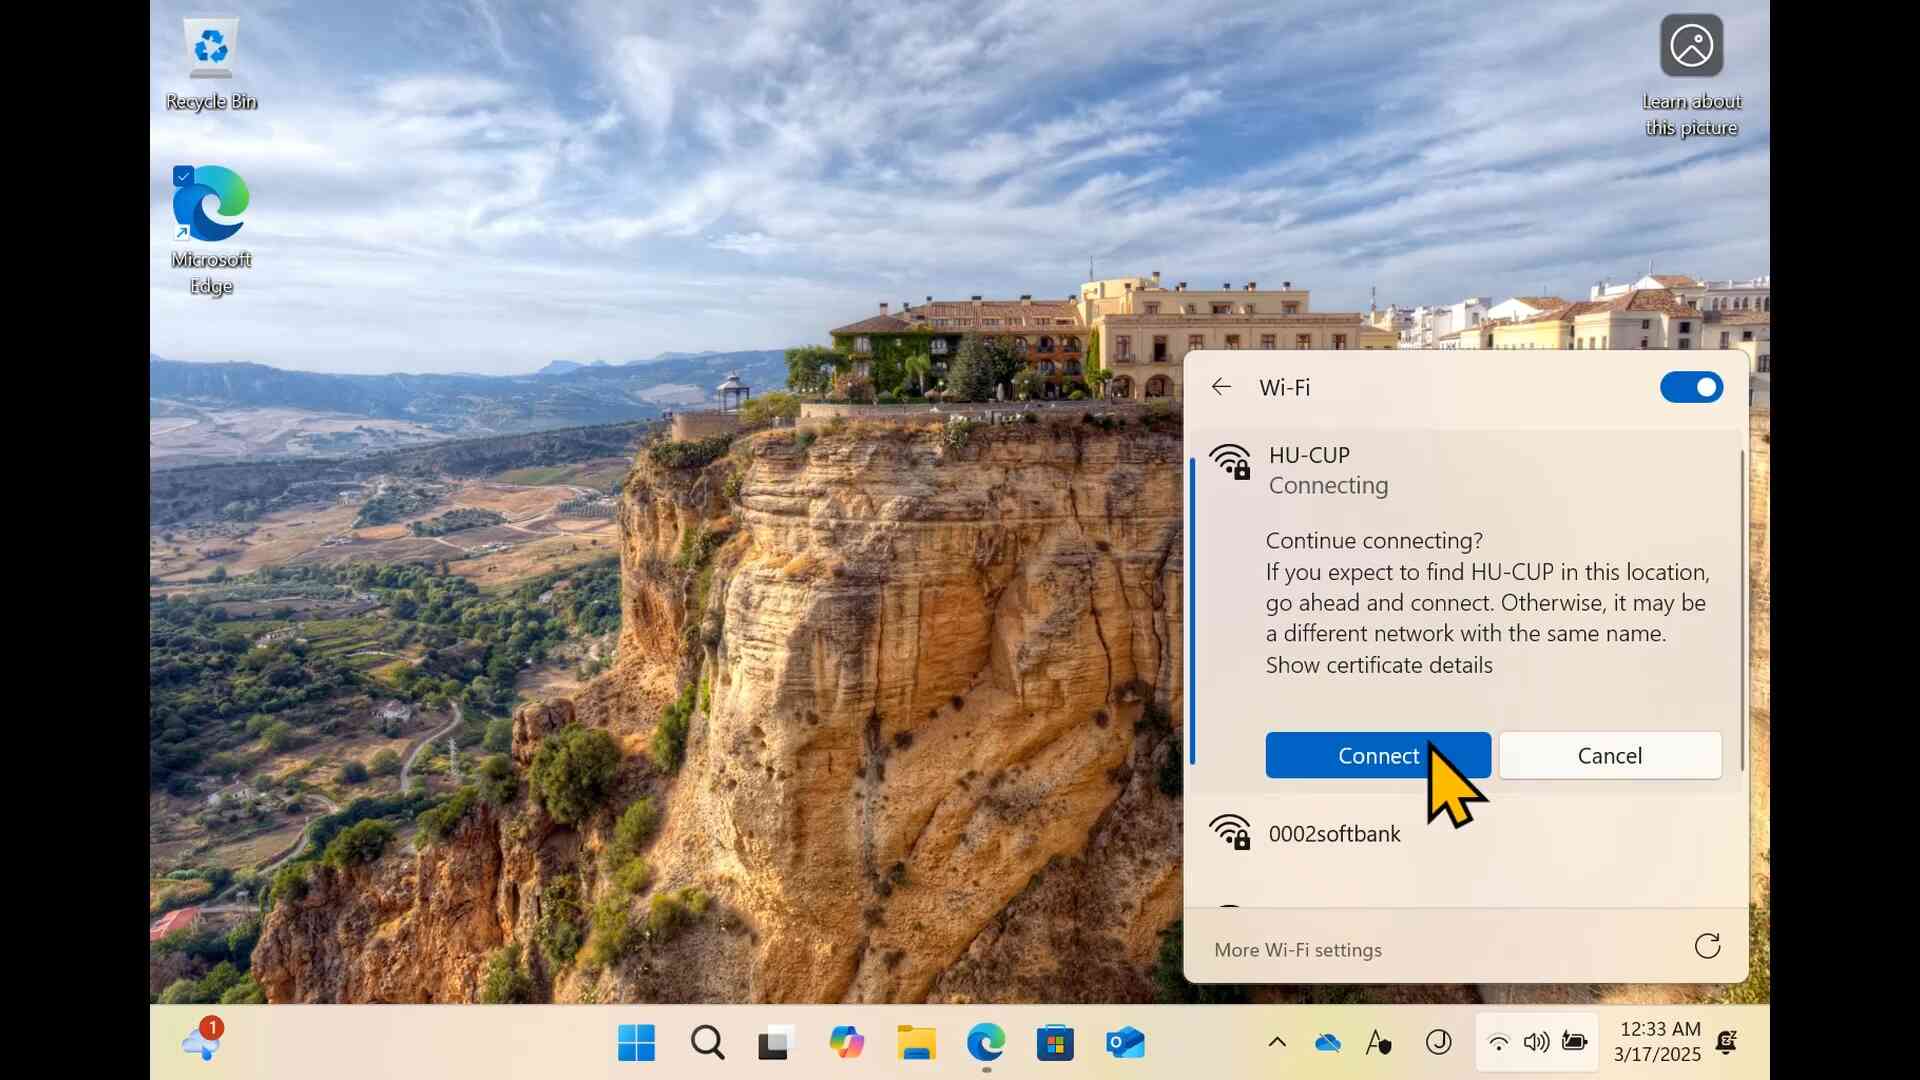 Recycle Bin
Learn about
this picture
Microsoft
Edge
Wi-Fi
HU-CUP
Connecting
Continue connecting?
If you expect to find HU-CUP in this location,
go ahead and connect. Otherwise, it may be
a different network with the same name.
Show certificate details
Connect
Cancel
0002softbank
More Wi-Fi settings
1
12:33 AM
3/17/2025